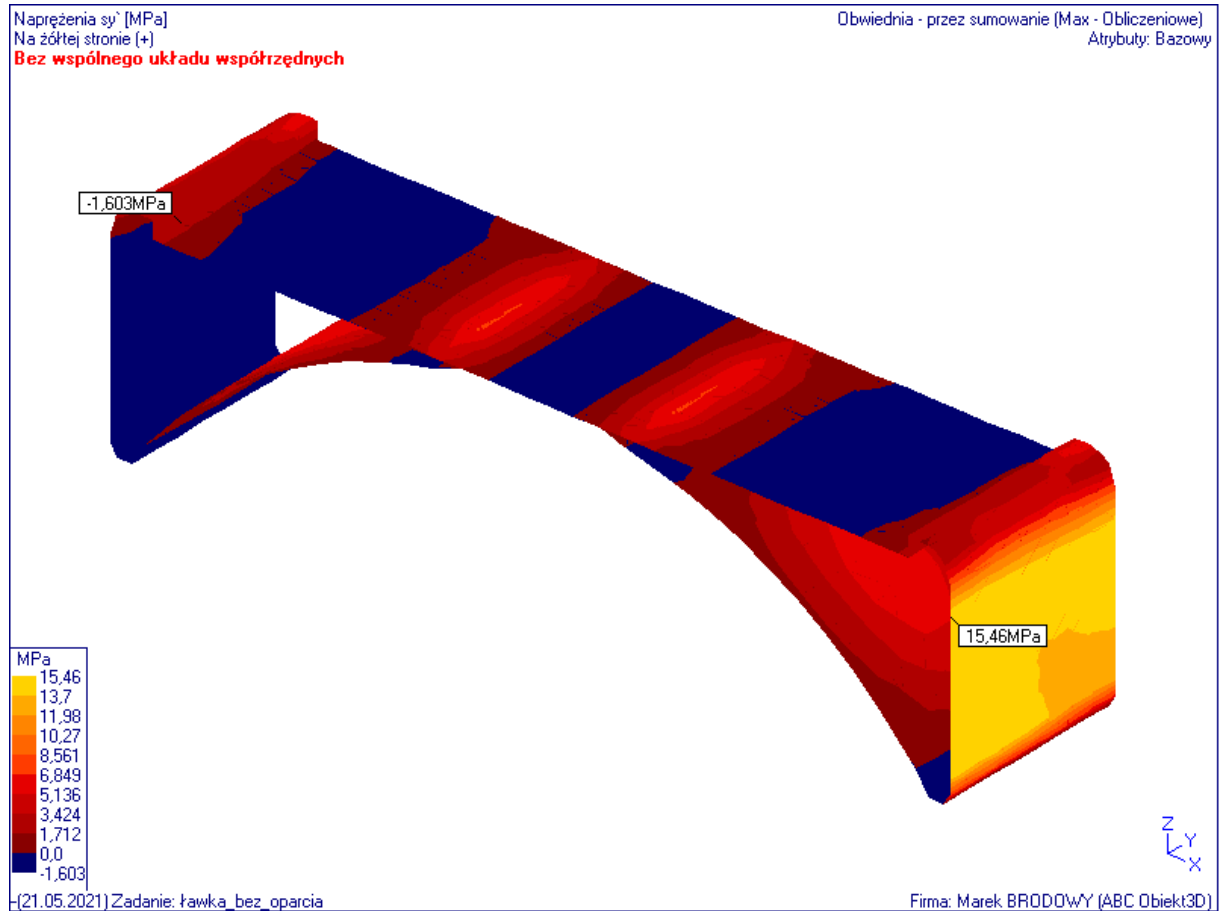 Naprężenia sy` [MPa]
Obwiednia - przez sumowanie (Max - Obliczeniowe)
Na żółtej stronie (+)
Atrybuty: Bazowy
Bez wspólnego układu współrzędnych
-1,603MPa
15,46MPa
MPa
15,46
13,7
11,98
10,27
8,561
6,849
5,136
3,424
1,712
0,0
-1,603
Z
Y
X
-(21.05.2021) Zadanie: ławka_bez_oparcia
Firma: Marek BRODOWY (ABC Obiekt3D)